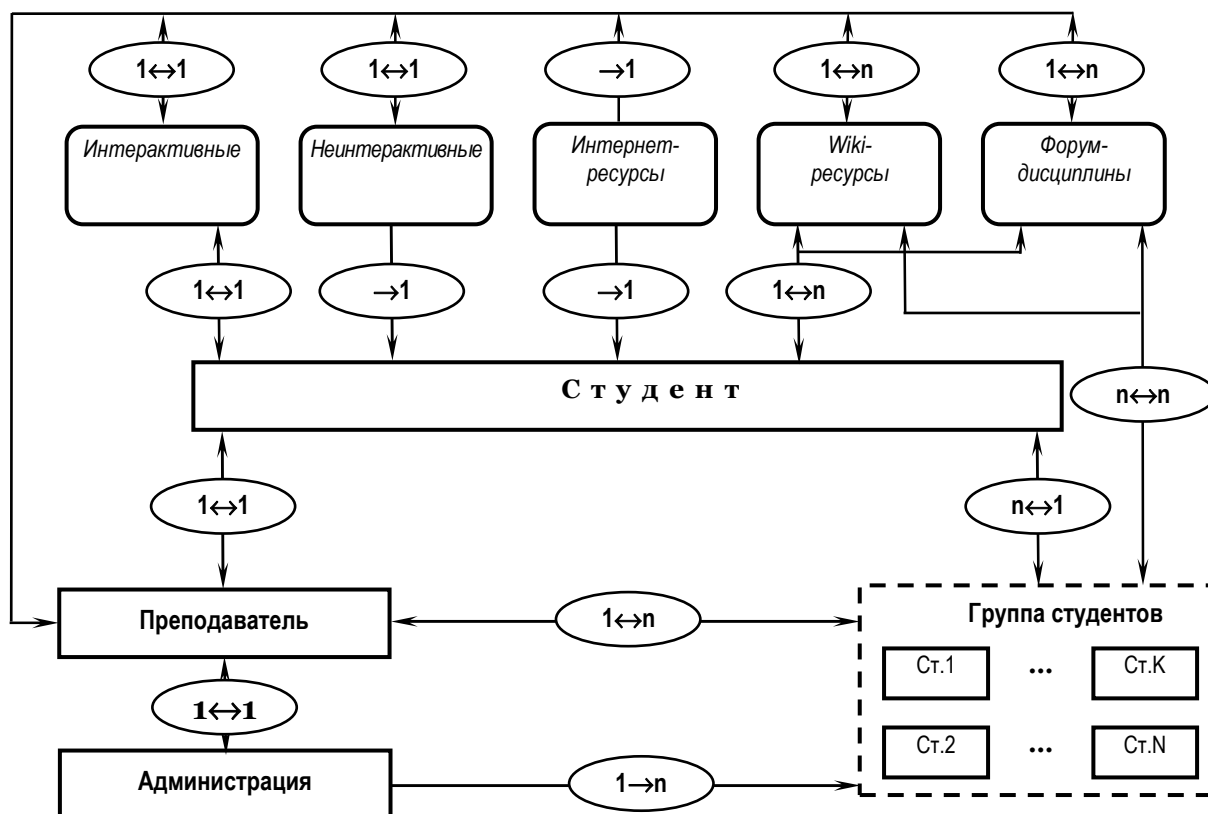 1↔1
1↔1
→1
1↔n
1↔n
Интерактивные
Неинтерактивные
Интернет-
ресурсы
Wiki-
ресурсы
Форум-
дисциплины
1↔1
→1
→1
1↔n
Студент
n↔n
1↔1
n↔1
Преподаватель
1↔n
Группа студентов
Ст.1 ... Ст.K
1↔1
Ст.2 ... Ст.N
Администрация
1→n